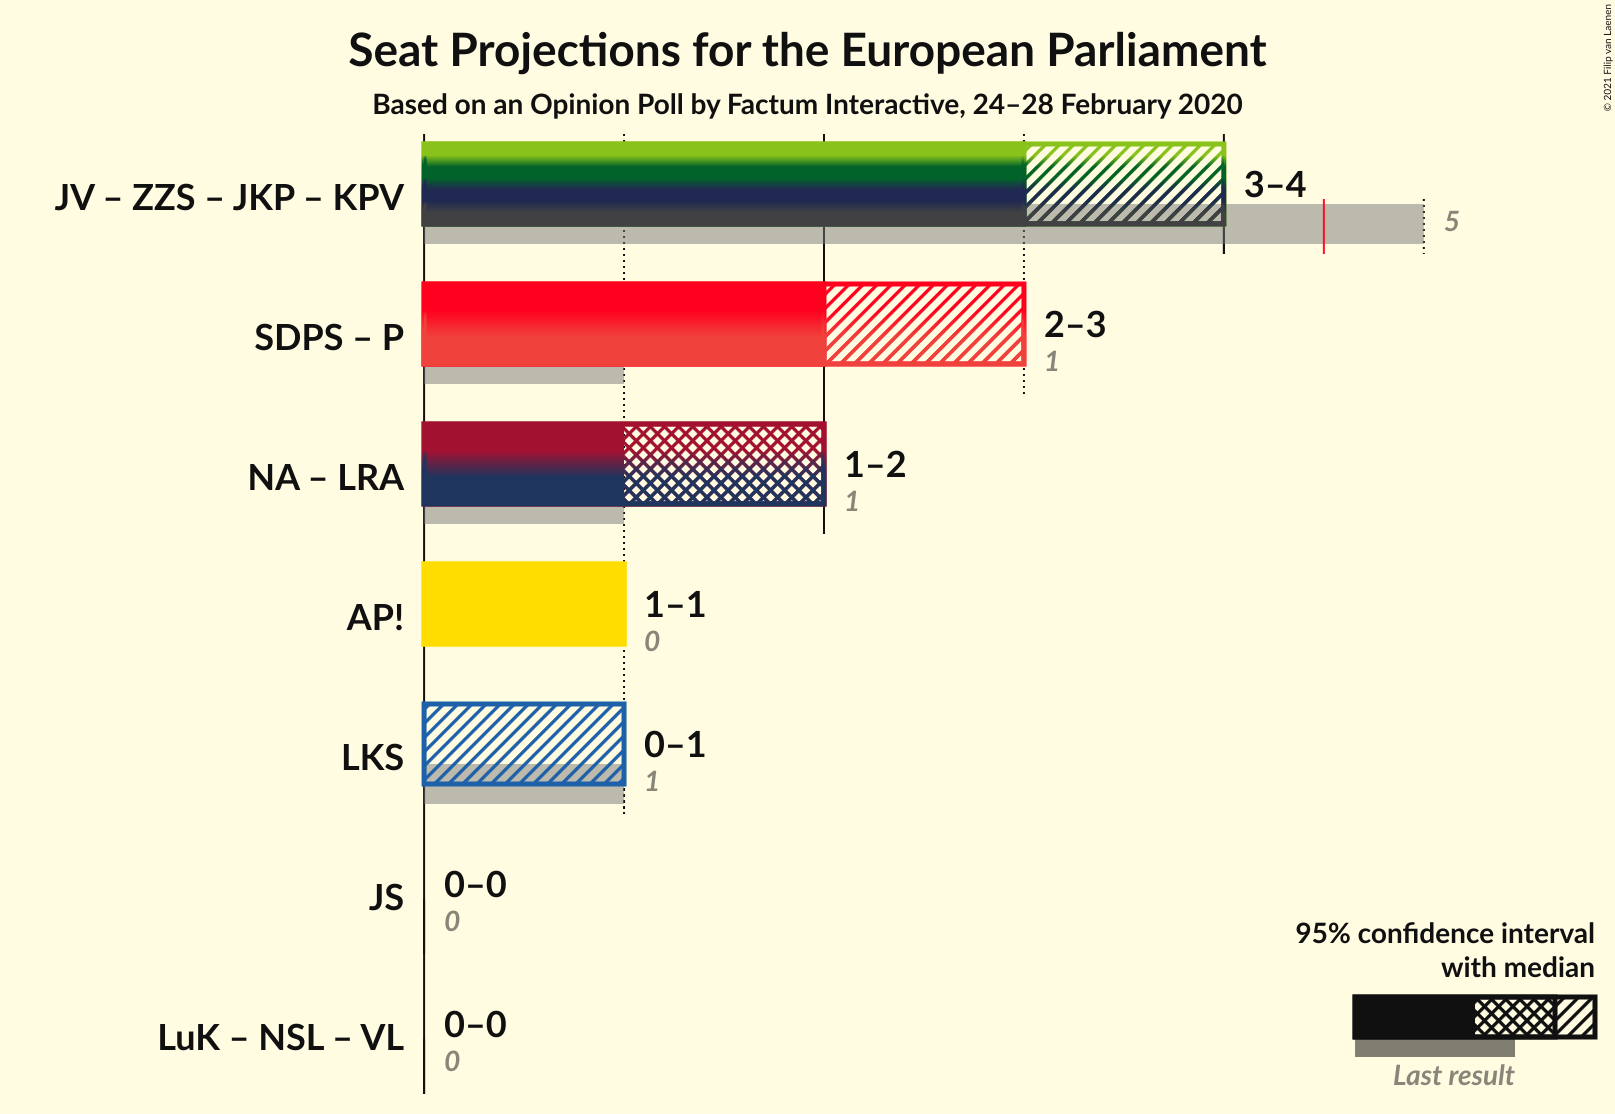 Seat Projections for the European Parliament
Based on an Opinion Poll by Factum Interactive, 24–28 February 2020
© 2021 Filip van Laenen
JV – ZZS – JKP – KPV
3–4
5
SDPS – P
2–3
1
NA – LRA
1–2
1
AP!
1–1
0
LKS
0–1
1
JS
0–0
0
LuK – NSL – VL
0–0
0
95% confidence interval
with median
Last result